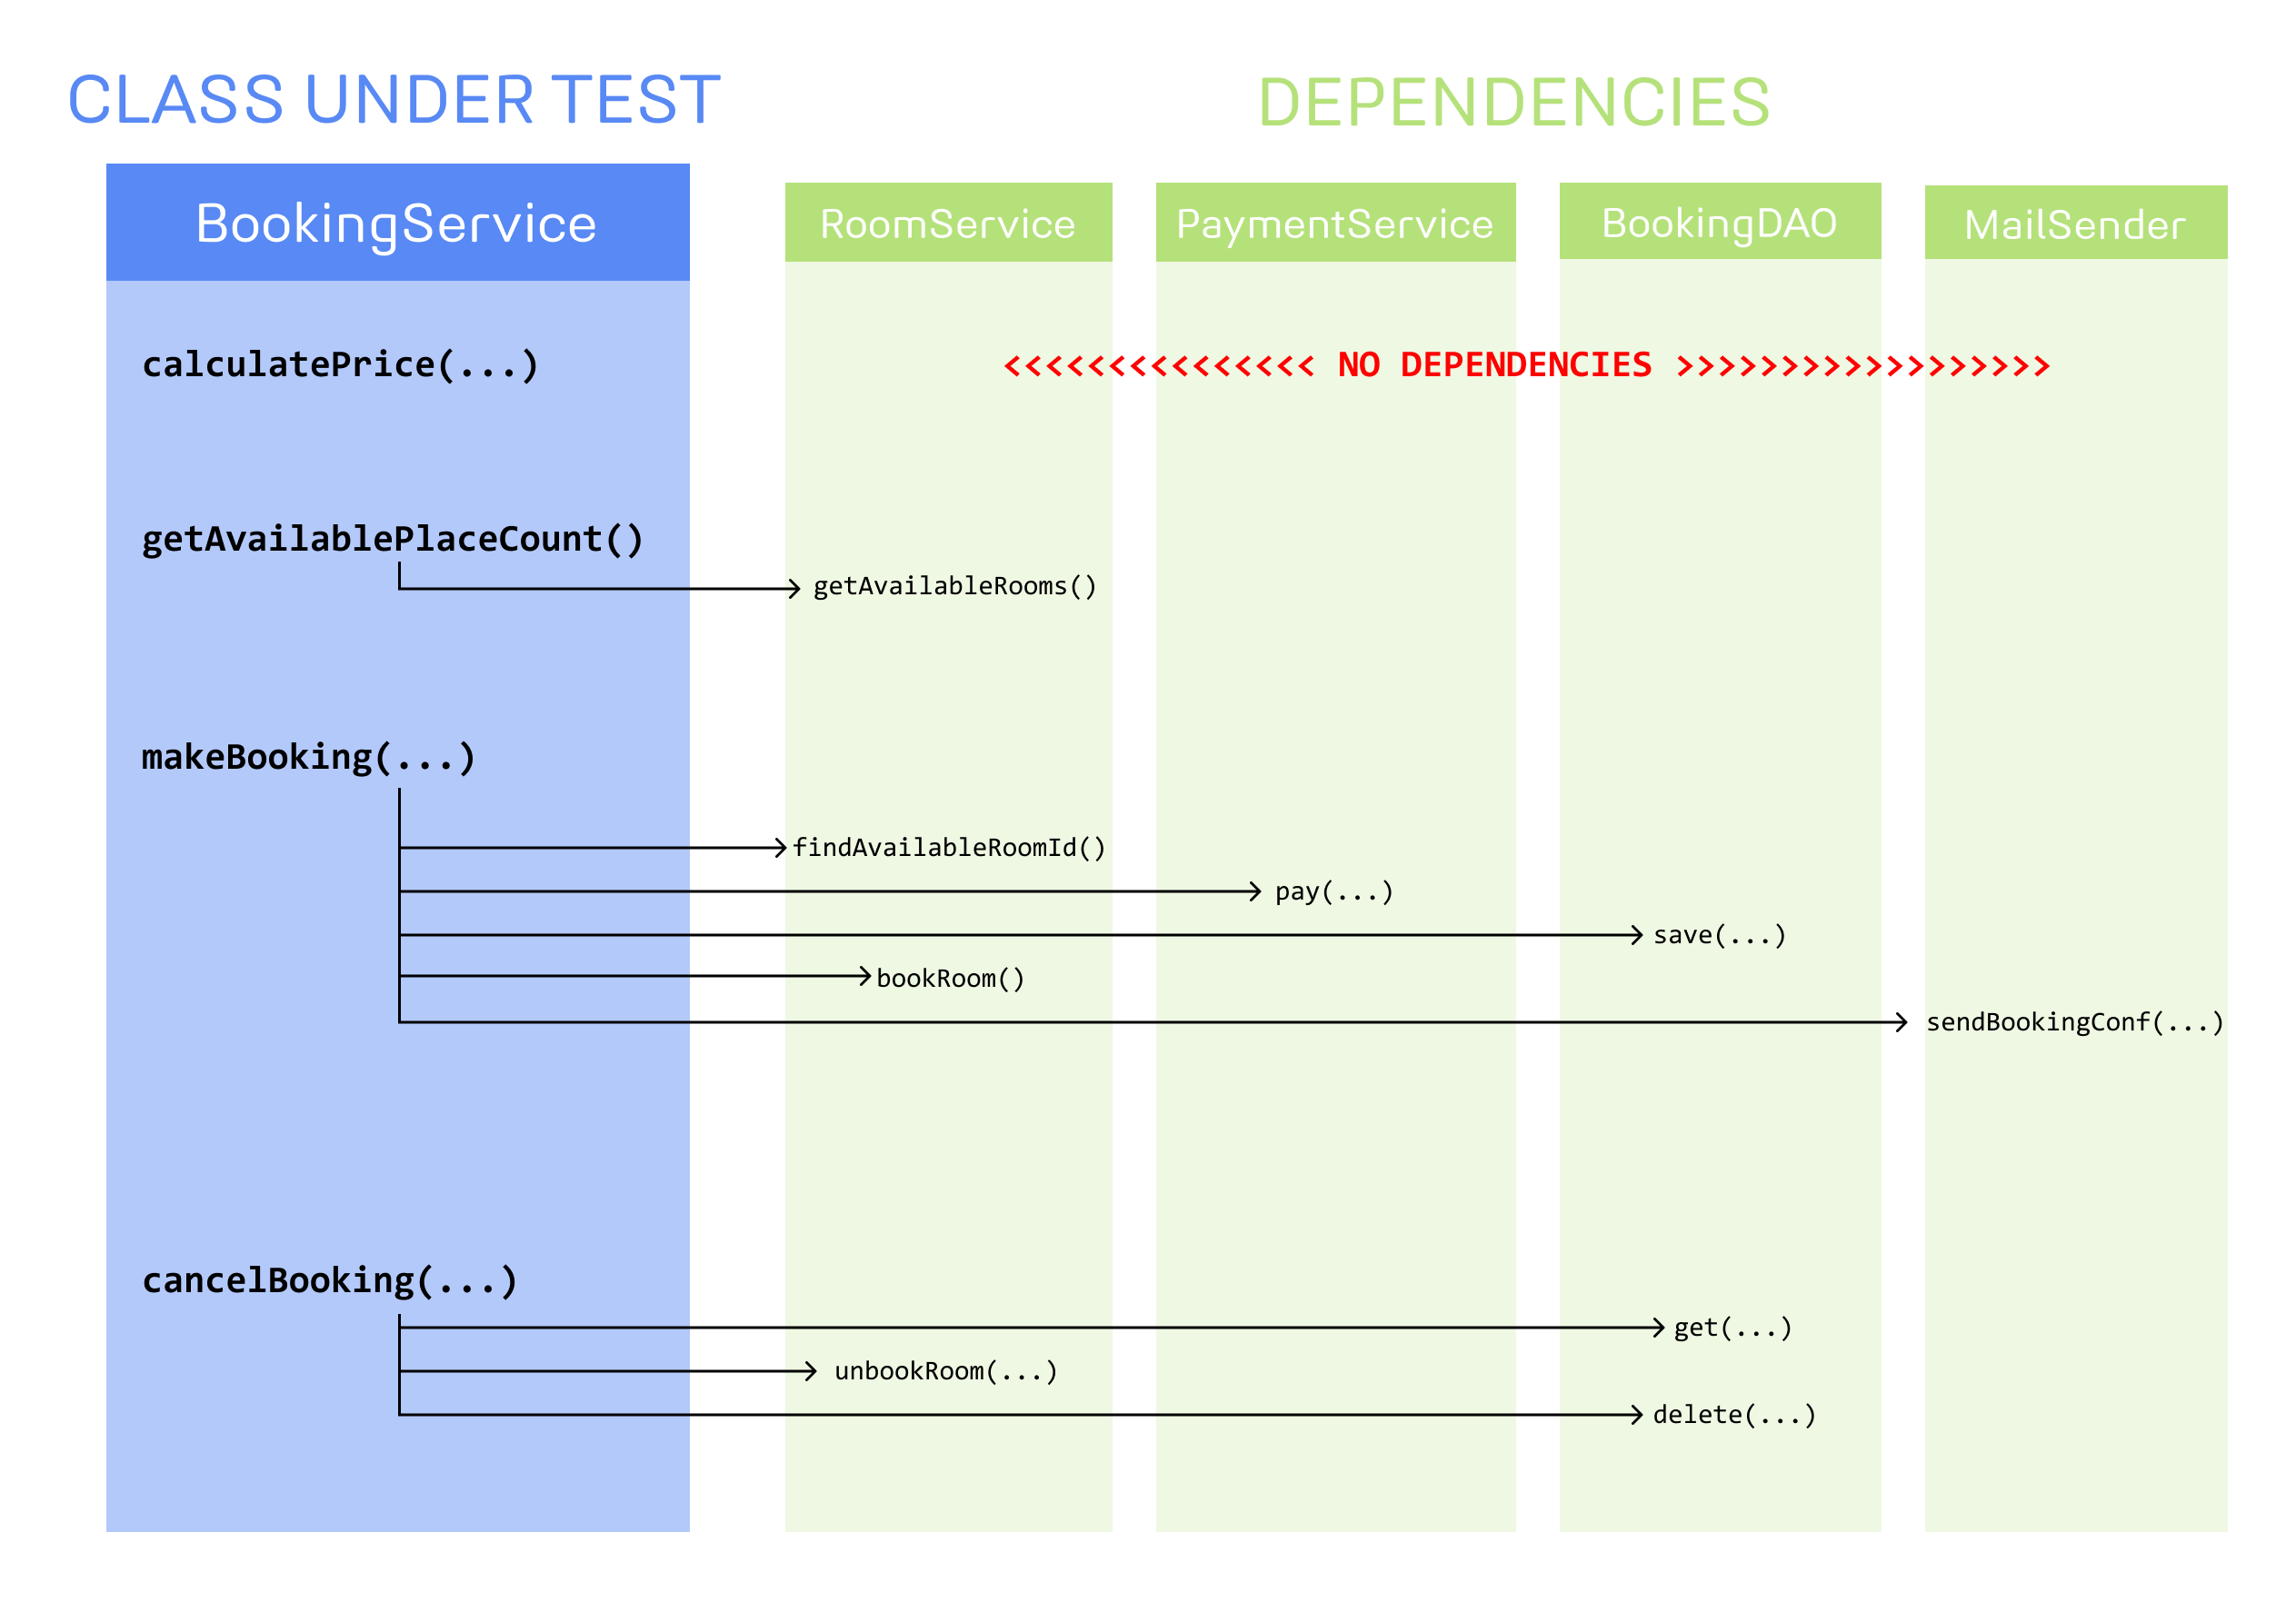 CLASS UNDER TEST
DEPENDENCIES
BookingService
RoomService
PaymentService
BookingDAO
MailSender
calculatePrice(...)
<<<<<<<<<<<<<<< NO DEPENDENCIES >>>>>>>>>>>>>>>>>>
getAvailablePlaceCount()
getAvailableRooms()
makeBooking(...)
findAvailableRoomId()
pay(...)
save(...)
bookRoom()
sendBookingConf(...)
cancelBooking(...)
get(...)
unbookRoom(...)
delete(...)